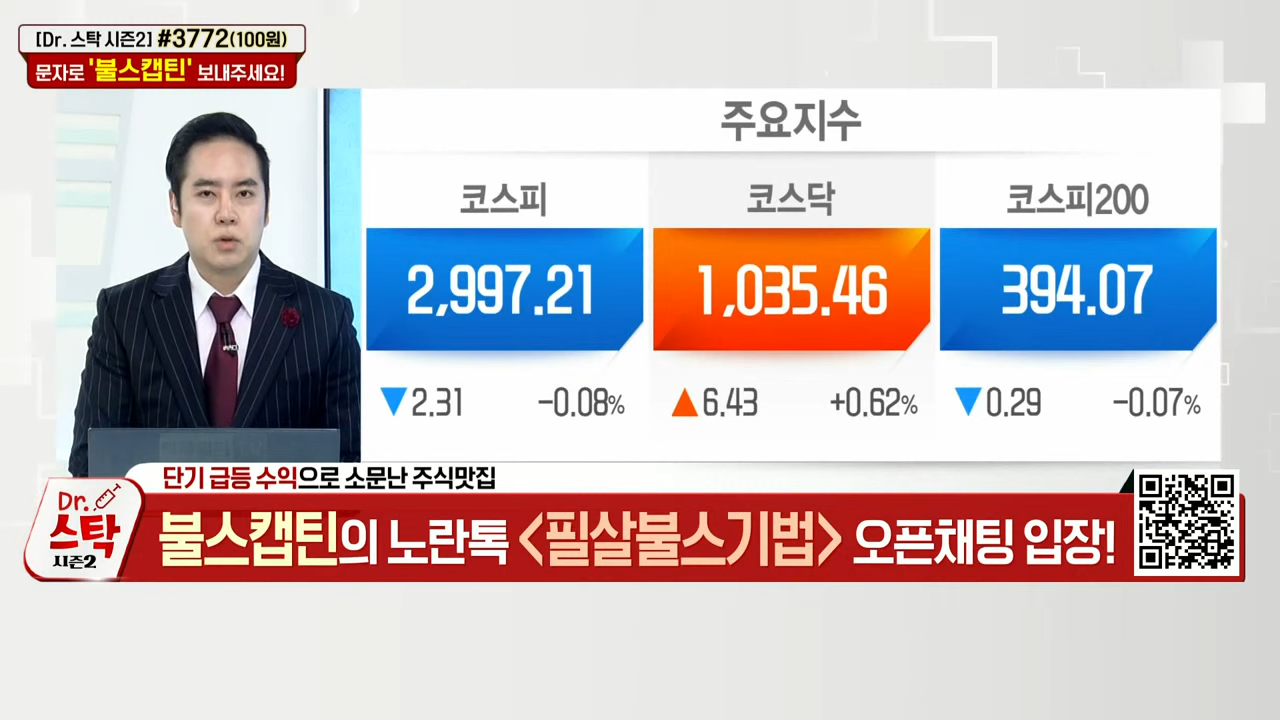 [Dr. 스탁 시즌2] #3772(100원)
문자로 '불스캡틴' 보내주세요!
주요지수
코스피 코스닥 코스피200
2,997.21 1,035.46 394.07
▼2.31 -0.08% ▲6.43 +0.62% ▼0.29 -0.07%
단기 급등 수익으로 소문난 주식맛집
Dr.
스탁
시즌2
불스캡틴의 노란톡 <필살불스기법> 오픈채팅 입장!